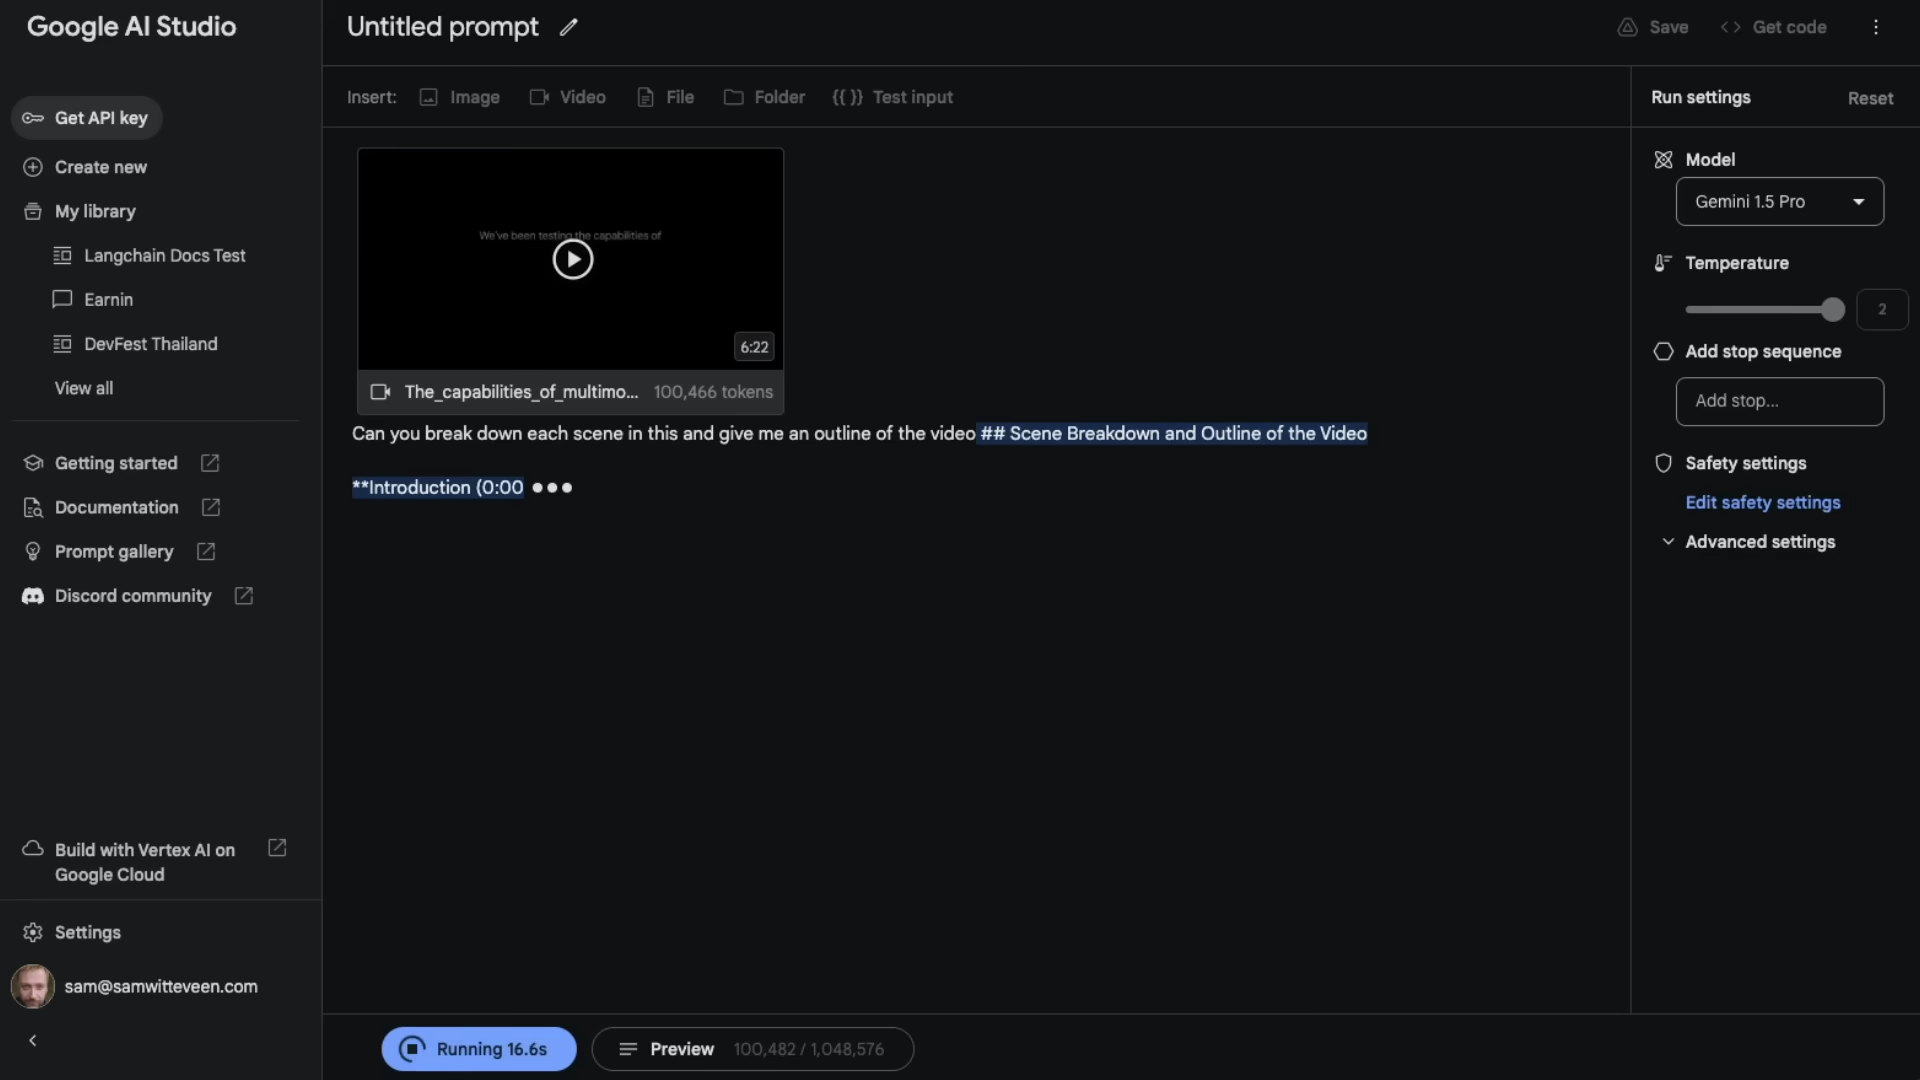 Google AI Studio
Get API key
Create new
My library
Langchain Docs Test
Earnin
DevFest Thailand
View all
Getting started
Documentation
Prompt gallery
Discord community
Build with Vertex AI on
Google Cloud
Settings
sam@samwitteveen.com
Untitled prompt
Save
Get code
Insert:
Image
Video
File
Folder
{{ }} Test input
We've been testing the capabilities of
6:22
The_capabilities_of_multimo... 100,466 tokens
Can you break down each scene in this and give me an outline of the video ## Scene Breakdown and Outline of the Video
**Introduction (0:00
Running 16.6s
Preview 100,482 / 1,048,576
Run settings
Reset
Model
Gemini 1.5 Pro
Temperature
2
Add stop sequence
Add stop...
Safety settings
Edit safety settings
Advanced settings